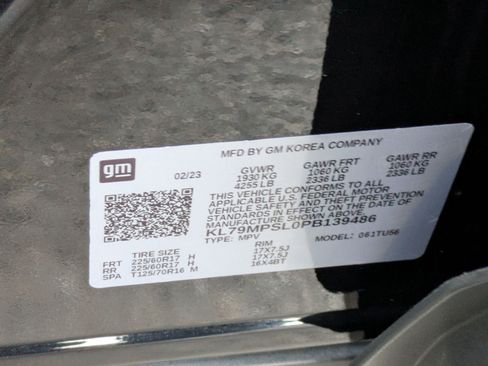 MFD BY GM KOREA COMPANY
gm
02/23
GVWR GAWR FRT GAWR RR
1930 KG 1060 KG 1060 KG
4255 LB 2336 LB 2336 LB
THIS VEHICLE CONFORMS TO ALL
APPLICABLE U.S. FEDERAL MOTOR
VEHICLE SAFETY AND THEFT PREVENTION
STANDARDS IN EFFECT ON THE DATE OF
MANUFACTURE SHOWN ABOVE.
KL79MPSL0PB139486
TYPE: MPV MODEL: 061TU56
TIRE SIZE RIM
FRT 225/60R17 H 17X7.5J
RR 225/60R17 H 17X7.5J
SPA T125/70R16 M 16X4BT